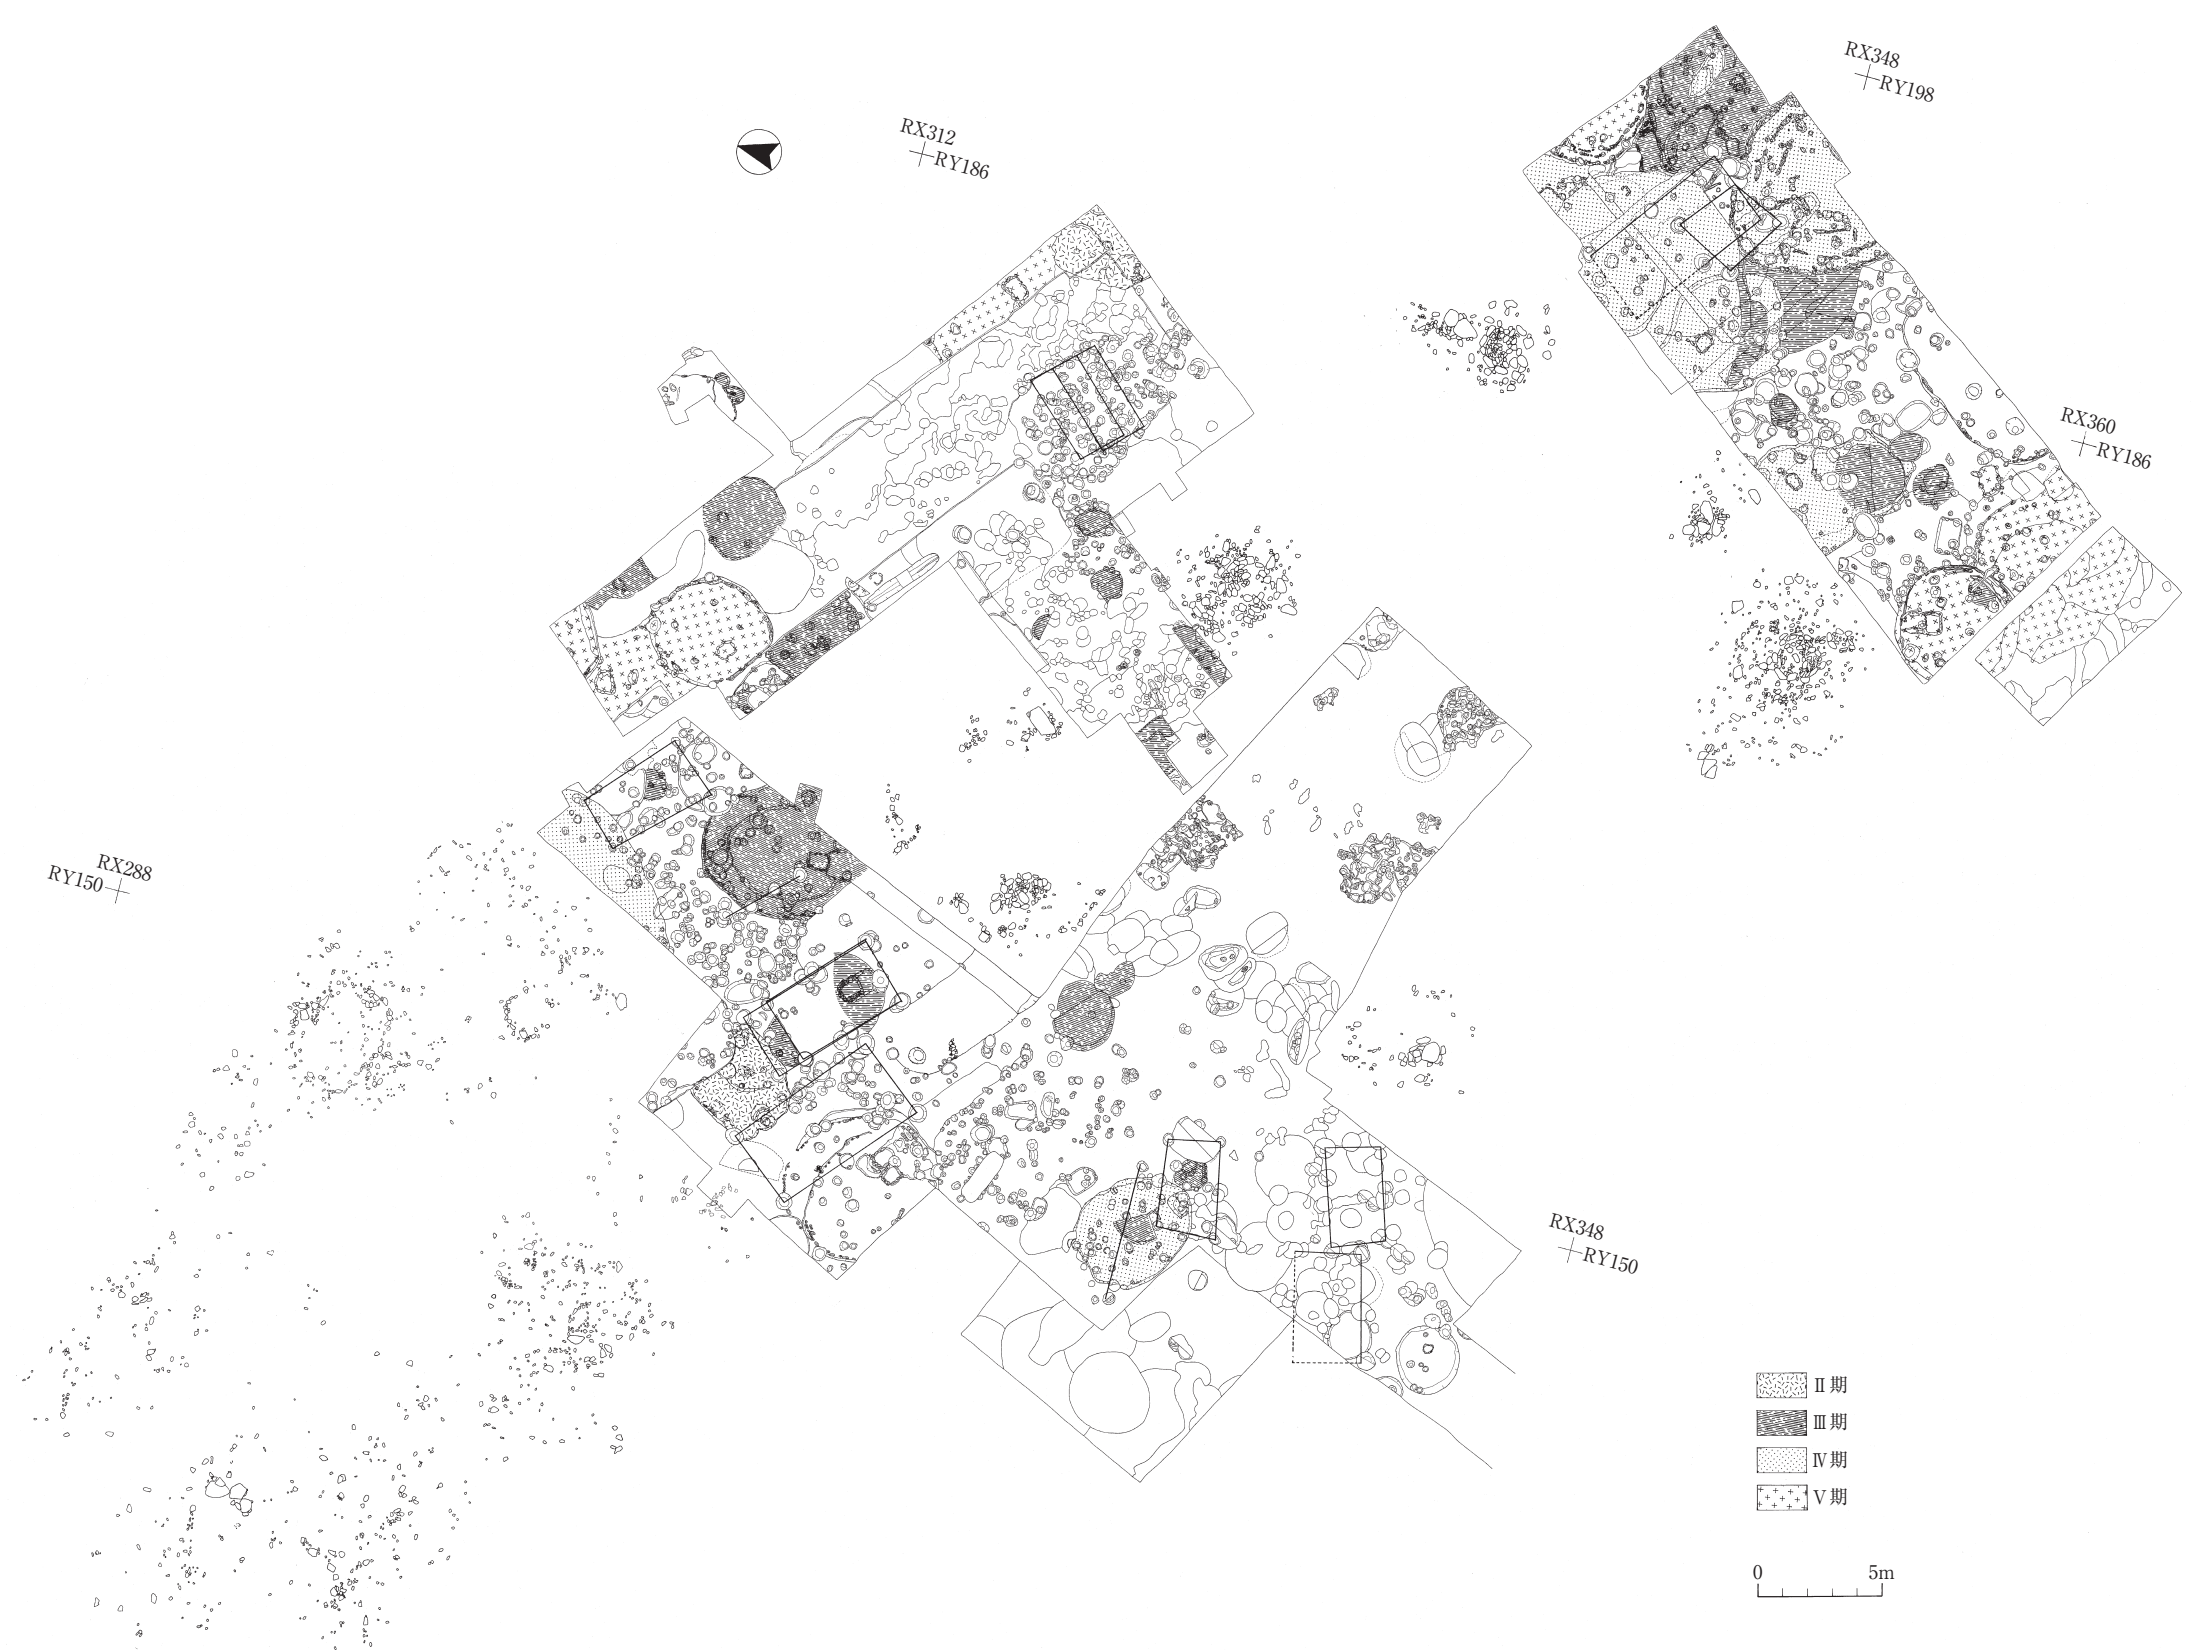 RX348
RY198
RX312
RY186
RX360
RY186
RX288
RY150
RX348
RY150
Ⅱ期
Ⅲ期
Ⅳ期
Ⅴ期
0 5m